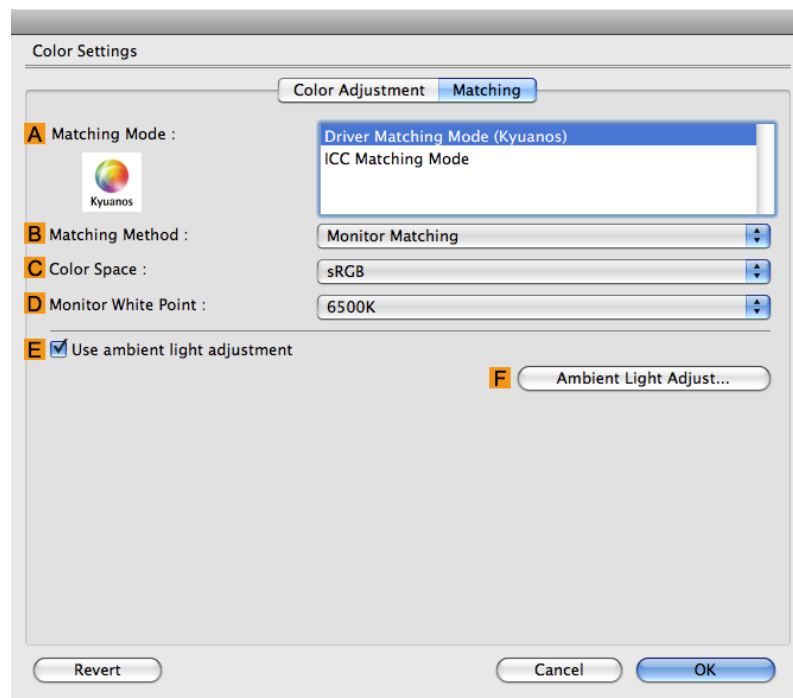 Color Settings
Color Adjustment Matching
A Matching Mode : Driver Matching Mode (Kyuanos)
ICC Matching Mode
Kyuanos
B Matching Method : Monitor Matching
C Color Space : sRGB
D Monitor White Point : 6500K
E Use ambient light adjustment
F Ambient Light Adjust...
Revert Cancel OK